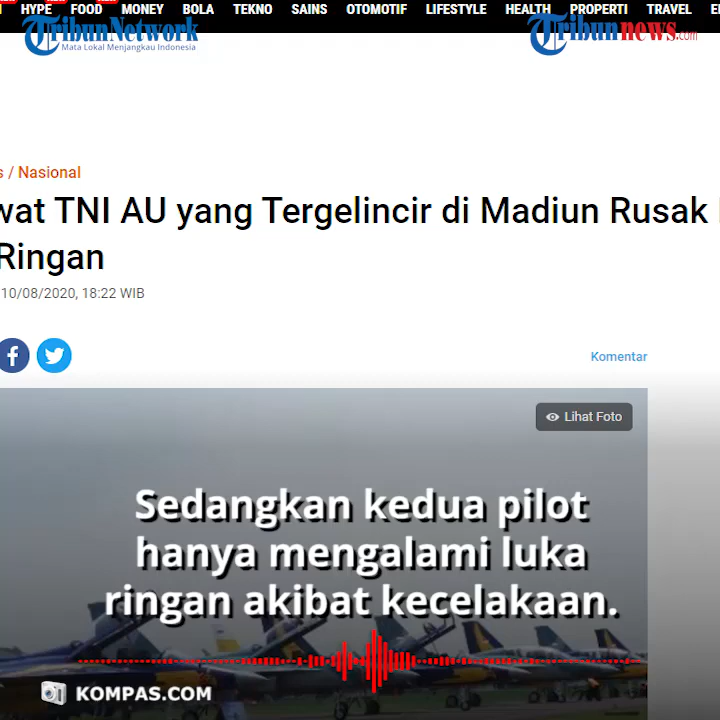 HYPE FOOD MONEY BOLA TEKNO SAINS OTOMOTIF LIFESTYLE HEALTH PROPERTI TRAVEL
TribunNetwork
Mata Lokal Menjangkau Indonesia
Tribunnews.com
/ Nasional
wat TNI AU yang Tergelincir di Madiun Rusak
Ringan
10/08/2020, 18:22 WIB
f
Komentar
Lihat Foto
Sedangkan kedua pilot
hanya mengalami luka
ringan akibat kecelakaan.
KOMPAS.COM